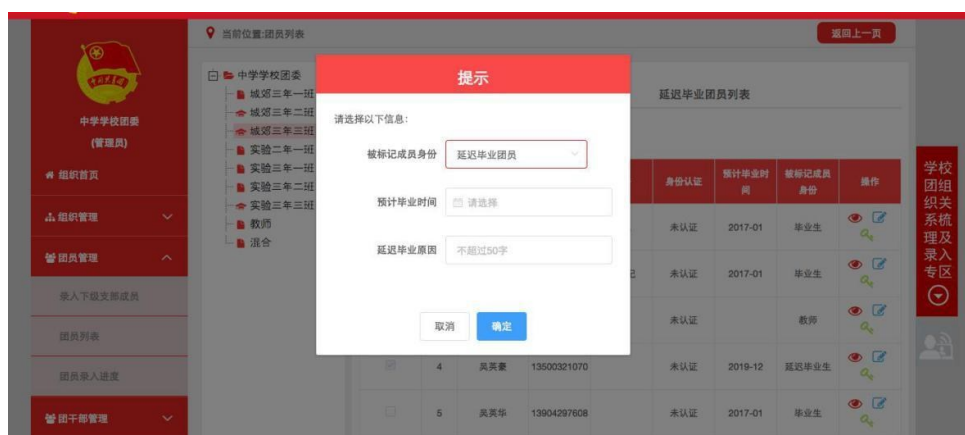 当前位置:团员列表
返回上一页
中学学校团委
(管理员)
组织首页
组织管理
团员管理
录入下级支部成员
团员列表
团员录入进度
团干部管理
中学学校团委
城郊三年一班
城郊三年二班
城郊三年三班
实验二年一班
实验三年一班
实验三年二班
实验三年三班
教师
混合
提示
请选择以下信息:
被标记成员身份 延迟毕业团员
预计毕业时间 请选择
延迟毕业原因 不超过50字
取消 确定
延迟毕业团员列表
身份认证 预计毕业时间 被标记成员身份 操作
未认证 2017-01 毕业生
未认证 2017-01 毕业生
未认证 教师
4 吴英豪 13500321070 未认证 2019-12 延迟毕业生
5 吴英华 13904297608 未认证 2017-01 毕业生
学校
团组
织关
系梳
理及
录入
专区